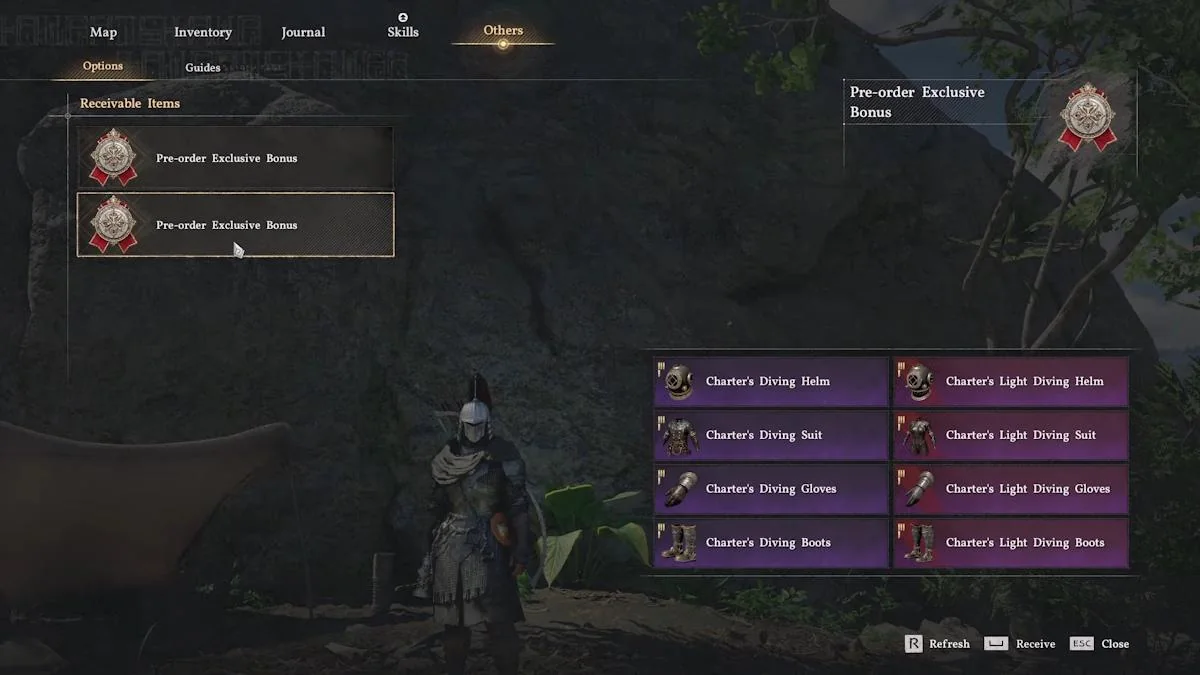 Map
Inventory
Journal
Skills
Others
Options
Guides
Receivable Items
Pre-order Exclusive Bonus
Pre-order Exclusive Bonus
Pre-order Exclusive
Bonus
Charter's Diving Helm
Charter's Light Diving Helm
Charter's Diving Suit
Charter's Light Diving Suit
Charter's Diving Gloves
Charter's Light Diving Gloves
Charter's Diving Boots
Charter's Light Diving Boots
R Refresh
Receive
ESC Close